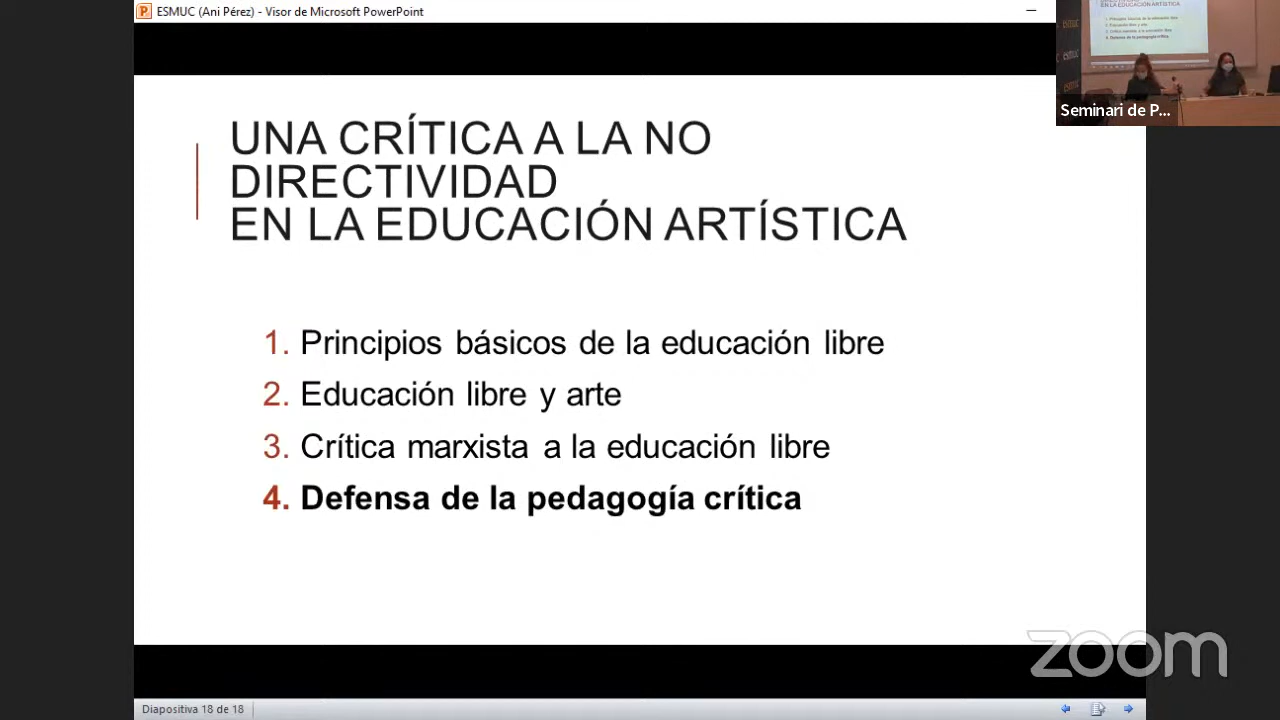 ESMUC (Ani Pérez) - Visor de Microsoft PowerPoint
Seminari de P...
UNA CRÍTICA A LA NO
DIRECTIVIDAD
EN LA EDUCACIÓN ARTÍSTICA
1. Principios básicos de la educación libre
2. Educación libre y arte
3. Crítica marxista a la educación libre
4. Defensa de la pedagogía crítica
zoom
Diapositiva 18 de 18